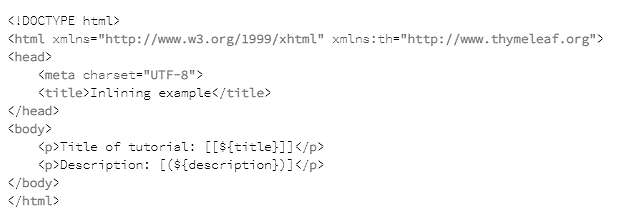 <!DOCTYPE html>
<html xmlns="http://www.w3.org/1999/xhtml" xmlns:th="http://www.thymeleaf.org">
<head>
    <meta charset="UTF-8">
    <title>Inlining example</title>
</head>
<body>
    <p>Title of tutorial: [[${title}]]</p>
    <p>Description: [(${description})]</p>
</body>
</html>